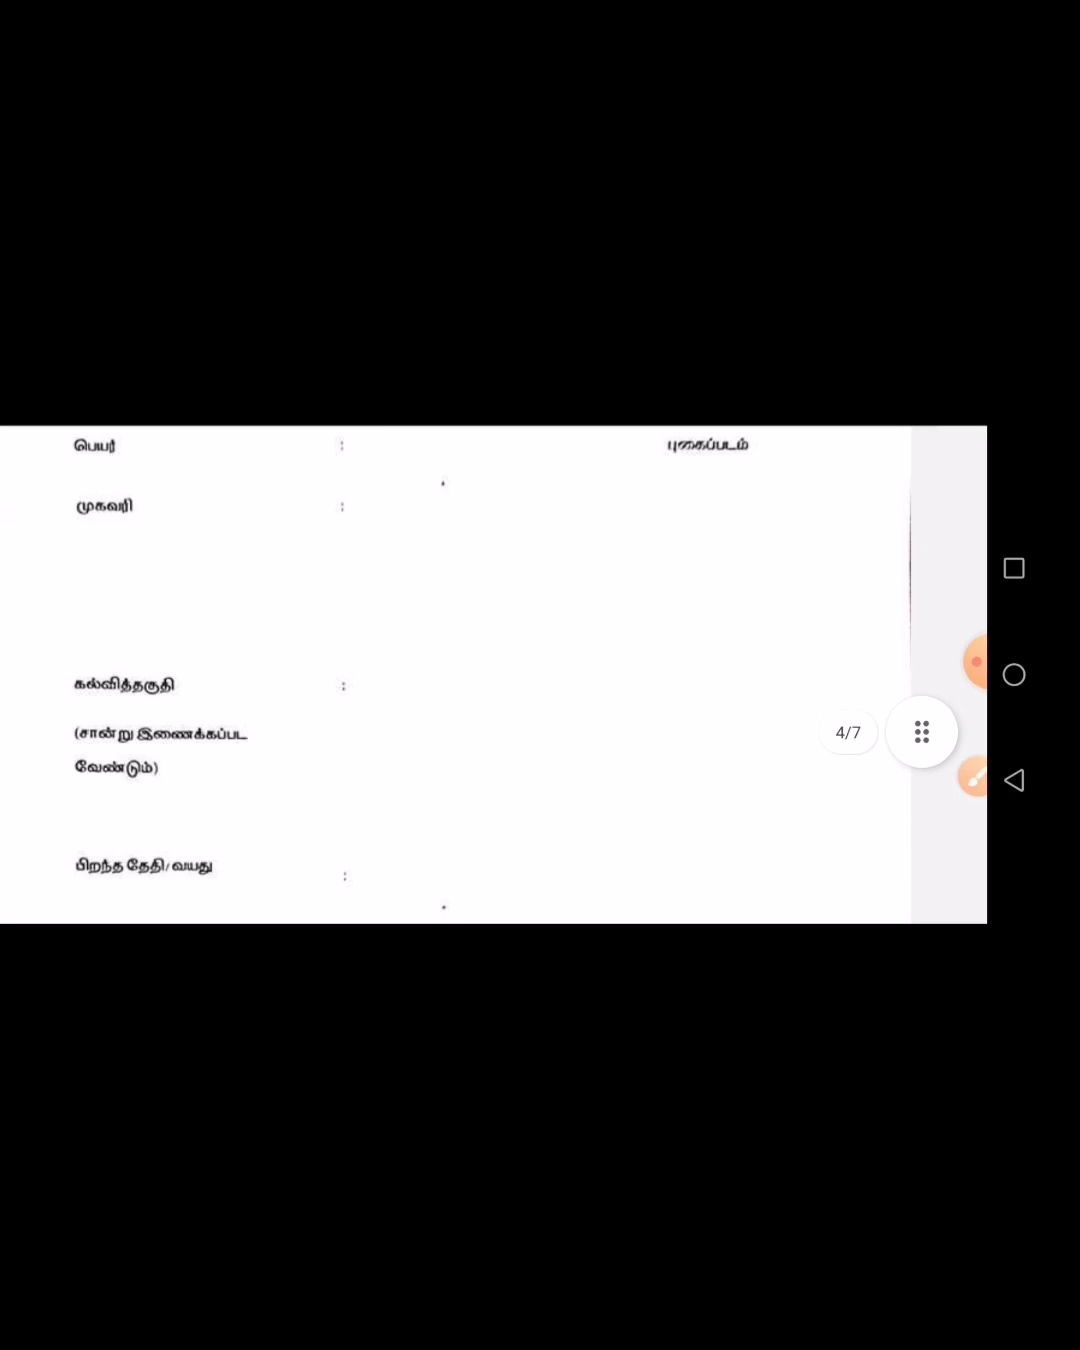 பெயர் : புகைப்படம்
முகவரி :
கல்வித்தகுதி :
(சான்று இணைக்கப்பட
வேண்டும்)
4/7
பிறந்த தேதி/ வயது :